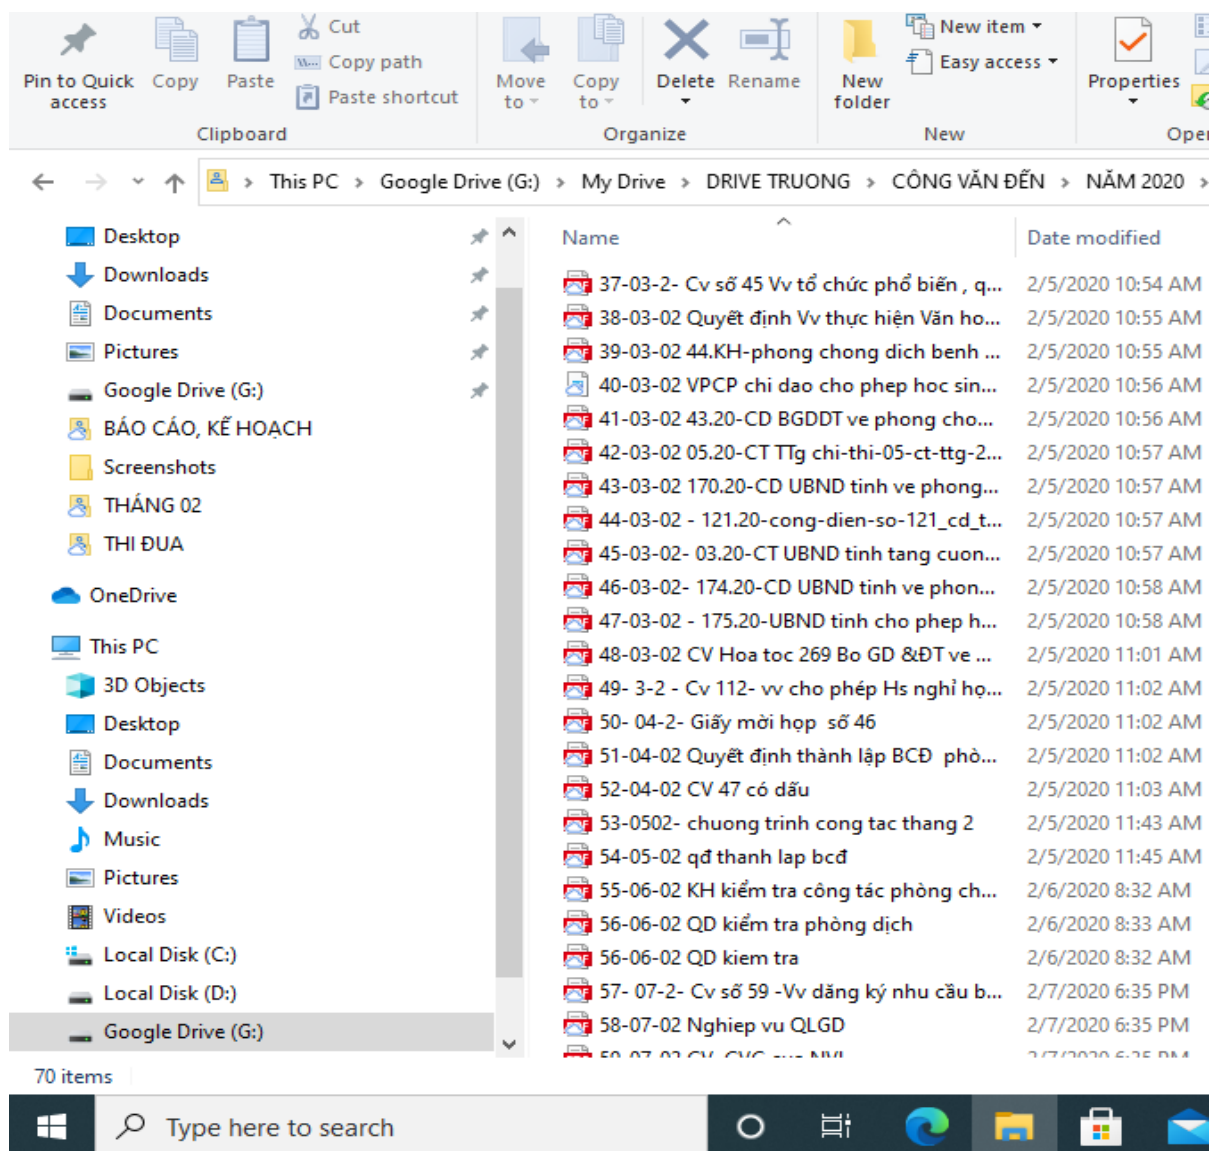 Cut
New item
Copy path
Easy access
Pin to Quick access
Copy
Paste
Paste shortcut
Move to
Copy to
Delete
Rename
New folder
Properties
Clipboard
Organize
New
This PC > Google Drive (G:) > My Drive > DRIVE TRUONG > CÔNG VĂN ĐẾN > NĂM 2020 >
Desktop
Downloads
Documents
Pictures
Google Drive (G:)
BÁO CÁO, KẾ HOẠCH
Screenshots
THÁNG 02
THI ĐUA
OneDrive
This PC
3D Objects
Desktop
Documents
Downloads
Music
Pictures
Videos
Local Disk (C:)
Local Disk (D:)
Google Drive (G:)
Name Date modified
37-03-2- Cv số 45 Vv tổ chức phổ biến , q... 2/5/2020 10:54 AM
38-03-02 Quyết định Vv thực hiện Văn ho... 2/5/2020 10:55 AM
39-03-02 44.KH-phong chong dich benh ... 2/5/2020 10:55 AM
40-03-02 VPCP chi dao cho phep hoc sin... 2/5/2020 10:56 AM
41-03-02 43.20-CD BGDDT ve phong cho... 2/5/2020 10:56 AM
42-03-02 05.20-CT TTg chi-thi-05-ct-ttg-2... 2/5/2020 10:57 AM
43-03-02 170.20-CD UBND tinh ve phong... 2/5/2020 10:57 AM
44-03-02 - 121.20-cong-dien-so-121_cd_t... 2/5/2020 10:57 AM
45-03-02- 03.20-CT UBND tinh tang cuon... 2/5/2020 10:57 AM
46-03-02- 174.20-CD UBND tinh ve phon... 2/5/2020 10:58 AM
47-03-02 - 175.20-UBND tinh cho phep h... 2/5/2020 10:58 AM
48-03-02 CV Hoa toc 269 Bo GD &ĐT ve ... 2/5/2020 11:01 AM
49- 3-2 - Cv 112- vv cho phép Hs nghỉ họ... 2/5/2020 11:02 AM
50- 04-2- Giấy mời họp  số 46 2/5/2020 11:02 AM
51-04-02 Quyết định thành lập BCĐ  phò... 2/5/2020 11:02 AM
52-04-02 CV 47 có dấu 2/5/2020 11:03 AM
53-0502- chuong trinh cong tac thang 2 2/5/2020 11:43 AM
54-05-02 qđ thanh lap bcđ 2/5/2020 11:45 AM
55-06-02 KH kiểm tra công tác phòng ch... 2/6/2020 8:32 AM
56-06-02 QD kiểm tra phòng dịch 2/6/2020 8:33 AM
56-06-02 QD kiem tra 2/6/2020 8:32 AM
57- 07-2- Cv số 59 -Vv đăng ký nhu cầu b... 2/7/2020 6:35 PM
58-07-02 Nghiep vu QLGD 2/7/2020 6:35 PM
70 items
Type here to search